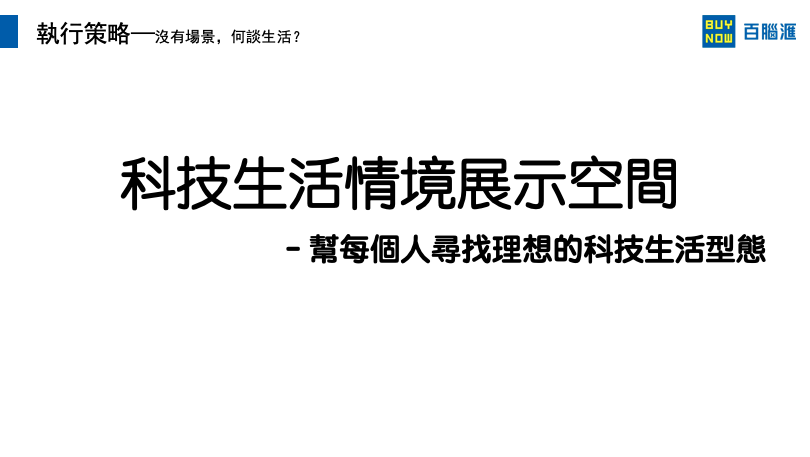 執行策略—沒有場景，何談生活？
BUY
NOW
百腦滙
科技生活情境展示空間
- 幫每個人尋找理想的科技生活型態